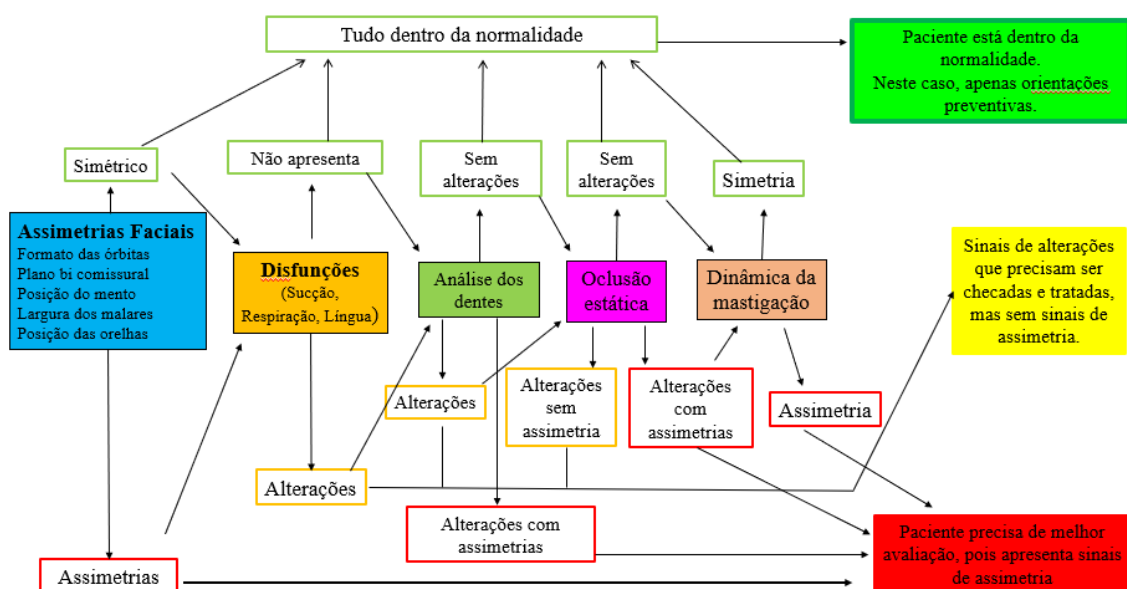 Tudo dentro da normalidade
Paciente está dentro da
normalidade.
Neste caso, apenas orientações
preventivas.
Simétrico
Não apresenta
Sem
alterações
Sem
alterações
Simetria
Assimetrias Faciais
Formato das órbitas
Plano bi comissural
Posição do mento
Largura dos malares
Posição das orelhas
Disfunções
(Sucção,
Respiração, Língua)
Análise dos
dentes
Oclusão
estática
Dinâmica da
mastigação
Sinais de alterações
que precisam ser
checadas e tratadas,
mas sem sinais de
assimetria.
Alterações
Alterações
sem
assimetria
Alterações
com
assimetrias
Assimetria
Alterações
Alterações com
assimetrias
Assimetrias
Paciente precisa de melhor
avaliação, pois apresenta sinais
de assimetria